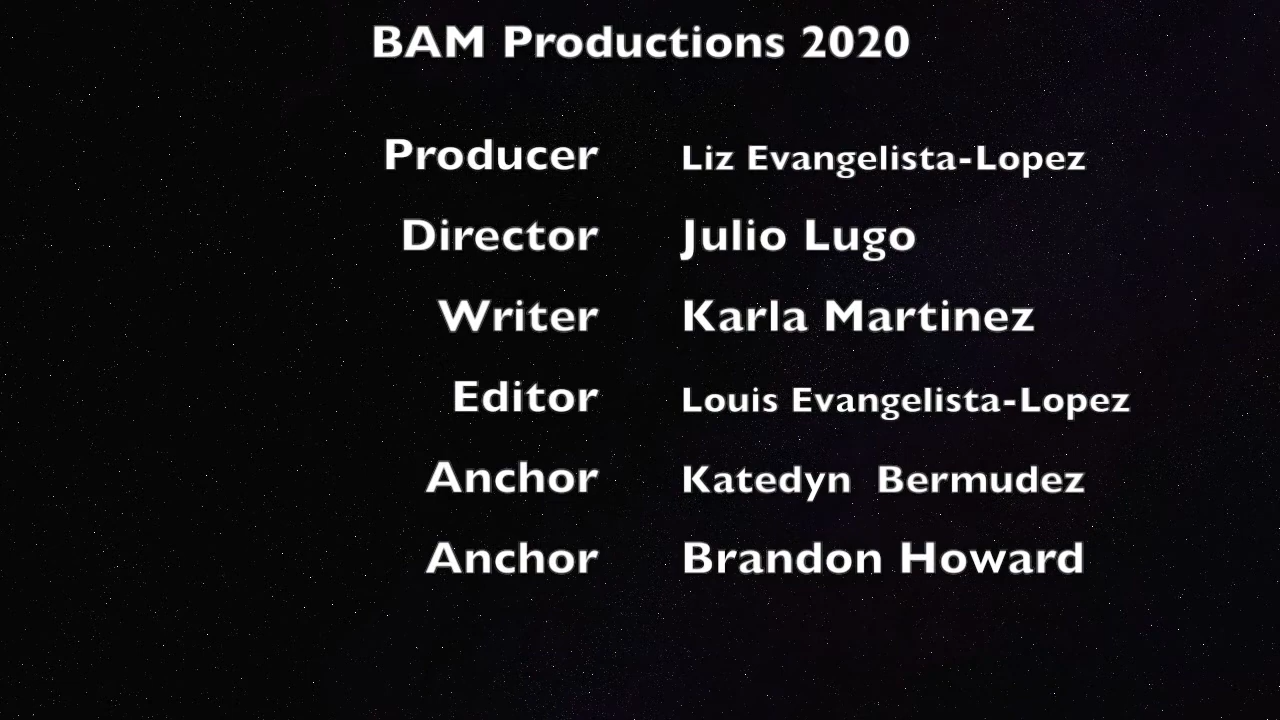 BAM Productions 2020
Producer Liz Evangelista-Lopez
Director Julio Lugo
Writer Karla Martinez
Editor Louis Evangelista-Lopez
Anchor Katedyn Bermudez
Anchor Brandon Howard